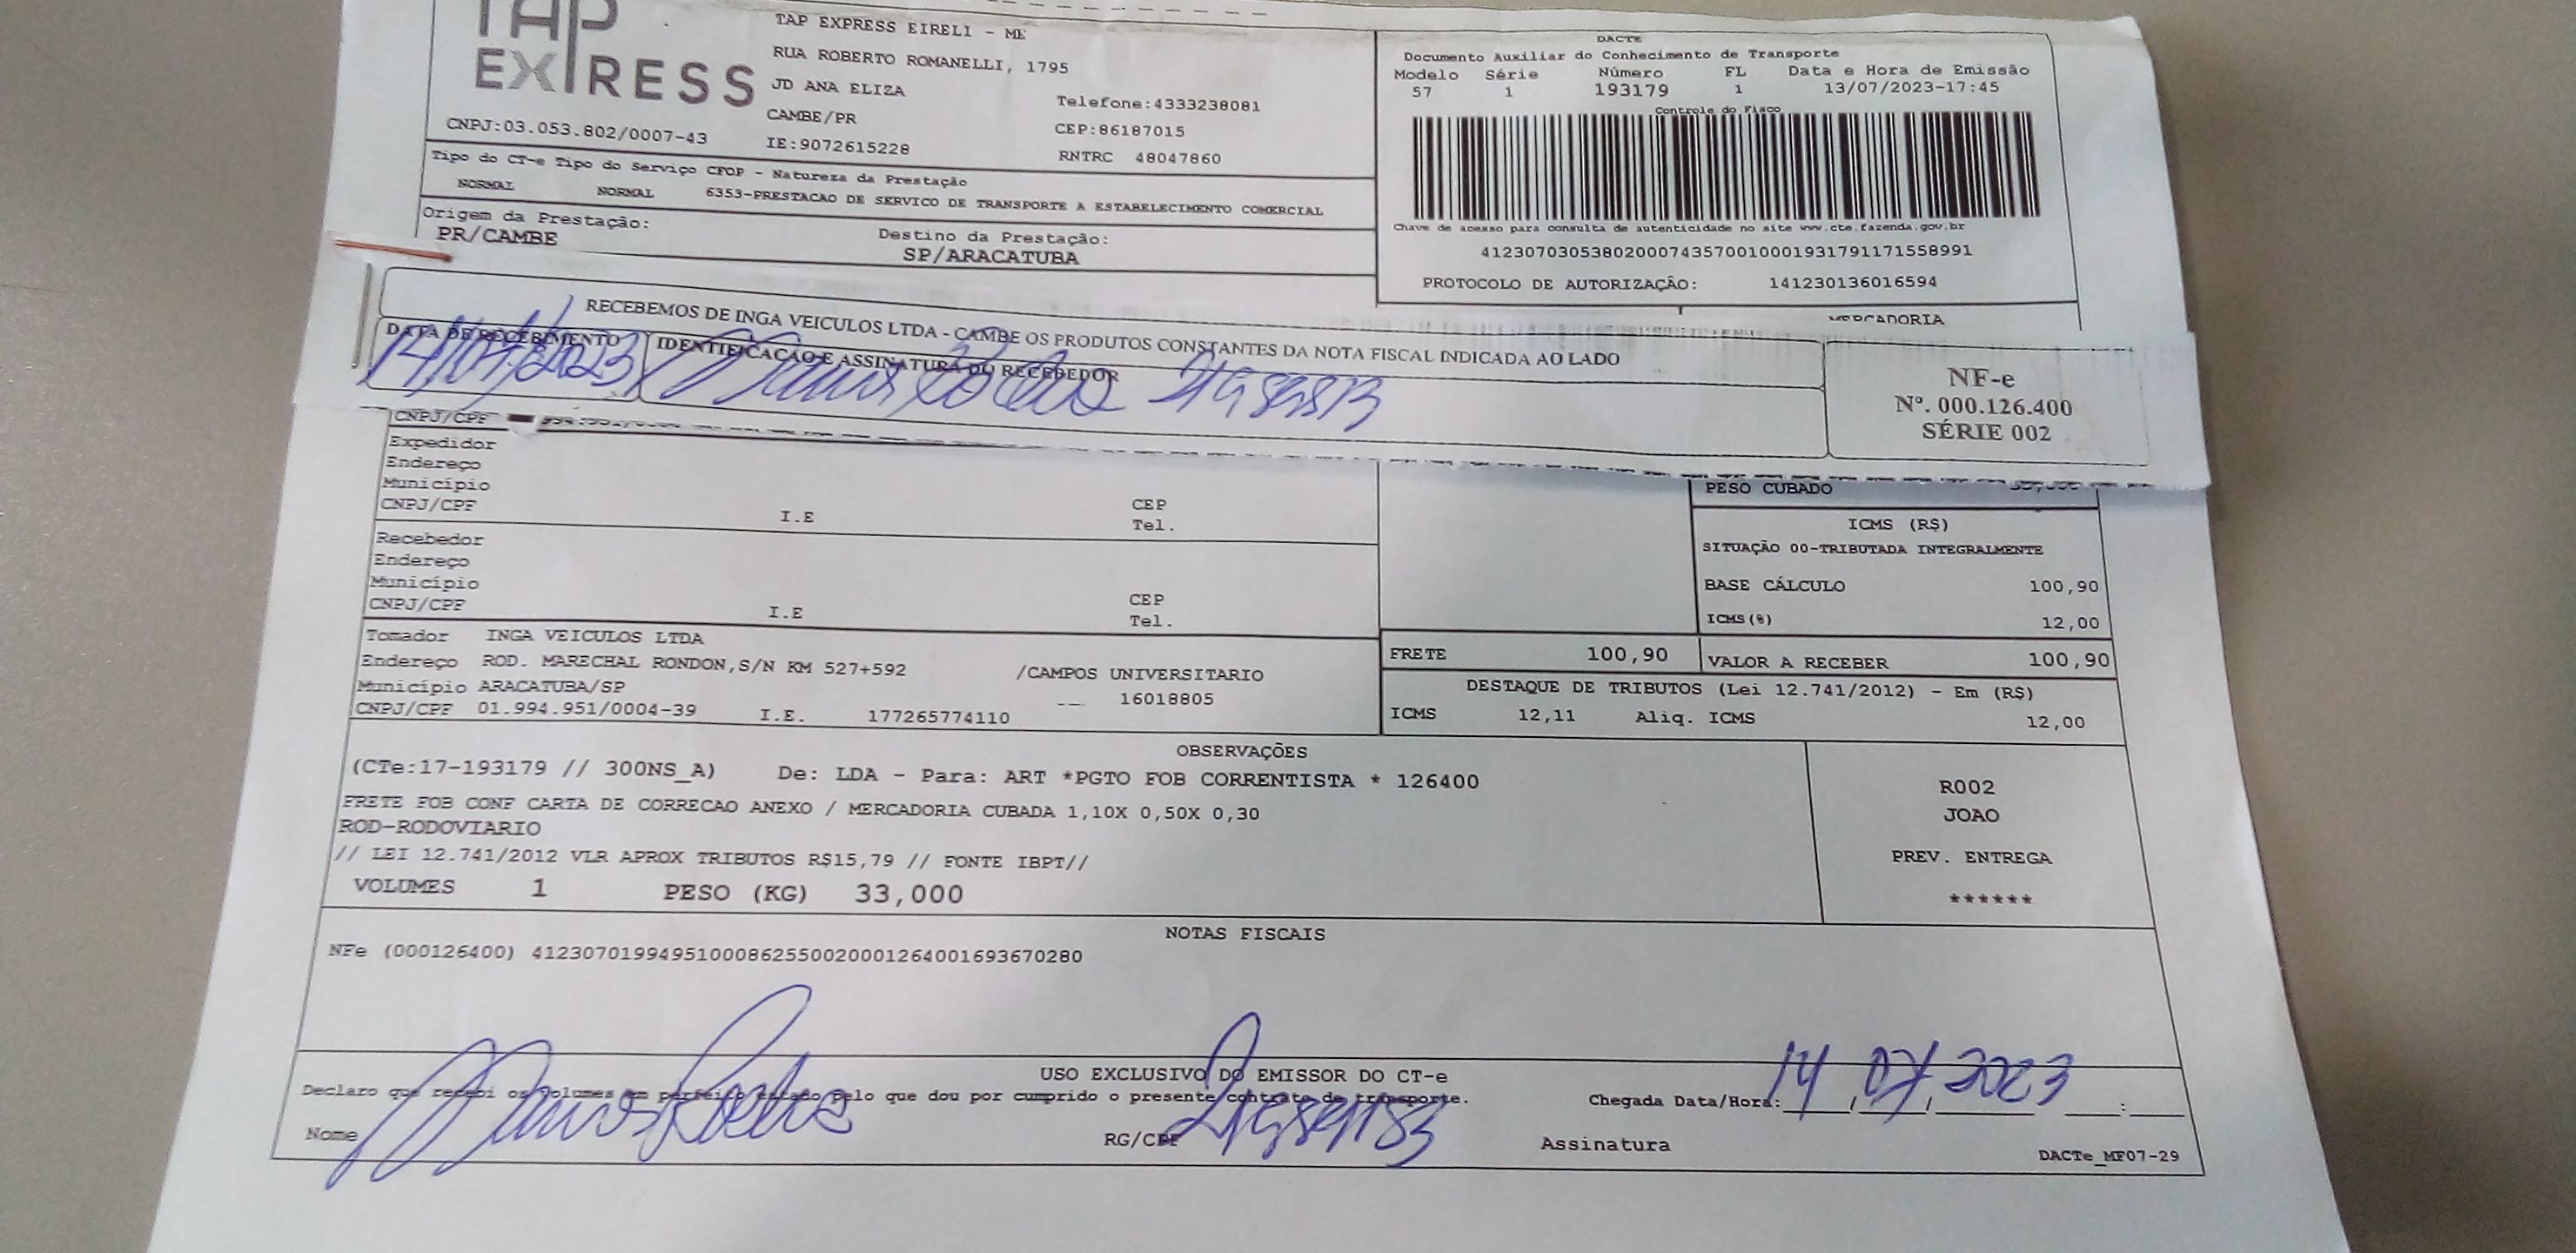 TAP EXPRESS
TAP EXPRESS EIRELI - ME
RUA ROBERTO ROMANELLI, 1795
JD ANA ELIZA
CAMBE/PR
Telefone:4333238081
CEP:86187015
CNPJ:03.053.802/0007-43
IE:9072615228
RNTRC 48047860
Tipo do CT-e Tipo do Serviço CFOP - Natureza da Prestação
NORMAL NORMAL 6353-PRESTACAO DE SERVICO DE TRANSPORTE A ESTABELECIMENTO COMERCIAL
Origem da Prestação: Destino da Prestação:
PR/CAMBE SP/ARACATUBA
DACTE
Documento Auxiliar do Conhecimento de Transporte
Modelo Série Número FL Data e Hora de Emissão
57 1 193179 1 13/07/2023-17:45
Controle do Fisco
Chave de acesso para consulta de autenticidade no site www.cte.fazenda.gov.br
41230703053802000743570010001931791171558991
PROTOCOLO DE AUTORIZAÇÃO: 141230136016594
MERCADORIA
RECEBEMOS DE INGA VEICULOS LTDA - CAMBE OS PRODUTOS CONSTANTES DA NOTA FISCAL INDICADA AO LADO
DATA DE RECEBIMENTO IDENTIFICACAO E ASSINATURA DO RECEBEDOR
14/07/2023
NF-e
Nº. 000.126.400
SÉRIE 002
CNPJ/CPF
Expedidor
Endereço
Município CEP
CNPJ/CPF I.E Tel.
Recebedor
Endereço
Município CEP
CNPJ/CPF I.E Tel.
PESO CUBADO
ICMS (R$)
SITUAÇÃO 00-TRIBUTADA INTEGRALMENTE
BASE CÁLCULO 100,90
ICMS(%) 12,00
Tomador INGA VEICULOS LTDA
Endereço ROD. MARECHAL RONDON,S/N KM 527+592 /CAMPOS UNIVERSITARIO
Município ARACATUBA/SP 16018805
CNPJ/CPF 01.994.951/0004-39 I.E. 177265774110
FRETE 100,90 VALOR A RECEBER 100,90
DESTAQUE DE TRIBUTOS (Lei 12.741/2012) - Em (R$)
ICMS 12,11 Aliq. ICMS 12,00
OBSERVAÇÕES
(CTe:17-193179 // 300NS_A) De: LDA - Para: ART *PGTO FOB CORRENTISTA * 126400
FRETE FOB CONF CARTA DE CORRECAO ANEXO / MERCADORIA CUBADA 1,10X 0,50X 0,30
ROD-RODOVIARIO
// LEI 12.741/2012 VLR APROX TRIBUTOS R$15,79 // FONTE IBPT//
VOLUMES 1 PESO (KG) 33,000
R002
JOAO
PREV. ENTREGA
******
NOTAS FISCAIS
NFe (000126400) 41230701994951000862550020001264001693670280
USO EXCLUSIVO DO EMISSOR DO CT-e
Declaro que recebi os volumes em perfeito estado pelo que dou por cumprido o presente contrato de transporte.
Chegada Data/Hora: 14/07/2023 :
Nome RG/CPF Assinatura
DACTe_MF07-29